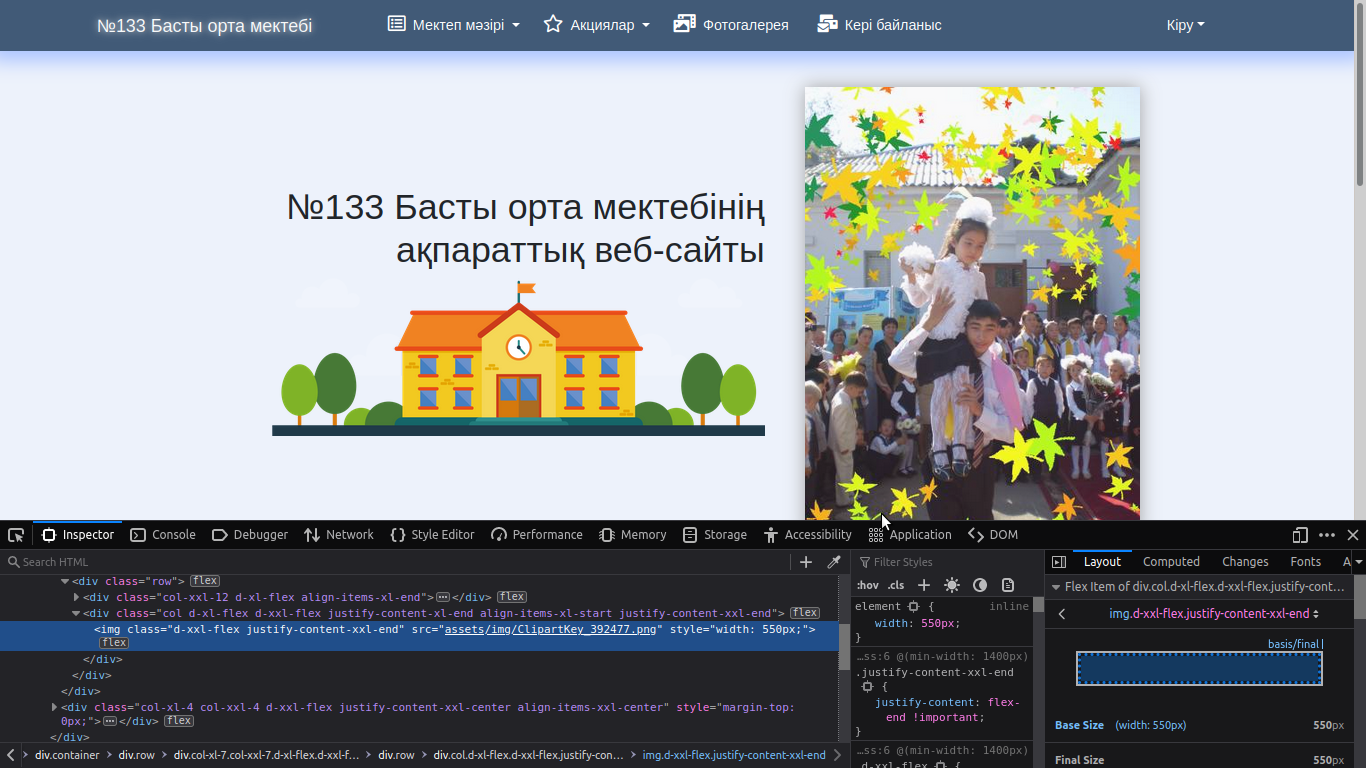 №133 Басты орта мектебі
Мектеп мәзірі
Акциялар
Фотогалерея
Кері байланыс
Кіру
№133 Басты орта мектебінің
ақпараттық веб-сайты
Inspector
Console
Debugger
Network
Style Editor
Performance
Memory
Storage
Accessibility
Application
DOM
Search HTML
<div class="row"> flex
<div class="col-xxl-12 d-xl-flex align-items-xl-end"></div> flex
<div class="col d-xl-flex d-xxl-flex justify-content-xl-end align-items-xl-start justify-content-xxl-end"> flex
<img class="d-xxl-flex justify-content-xxl-end" src="assets/img/ClipartKey_392477.png" style="width: 550px;">
flex
</div>
</div>
</div>
<div class="col-xl-4 col-xxl-4 d-xxl-flex justify-content-xxl-center align-items-xxl-center" style="margin-top:
0px;"></div> flex
</div>
div.container
div.row
div.col-xl-7.col-xxl-7.d-xl-flex.d-xxl-f…
div.row
div.col.d-xl-flex.d-xxl-flex.justify-con…
img.d-xxl-flex.justify-content-xxl-end
Filter Styles
:hov .cls
element { inline
width: 550px;
}
…ss:6 @(min-width: 1400px)
.justify-content-xxl-end
{
justify-content: flex-
end !important;
}
…ss:6 @(min-width: 1400px)
.d-xxl-flex {
Layout
Computed
Changes
Fonts
A
Flex Item of div.col.d-xl-flex.d-xxl-flex.justify-cont…
img.d-xxl-flex.justify-content-xxl-end
basis/final
Base Size (width: 550px) 550px
Final Size 550px